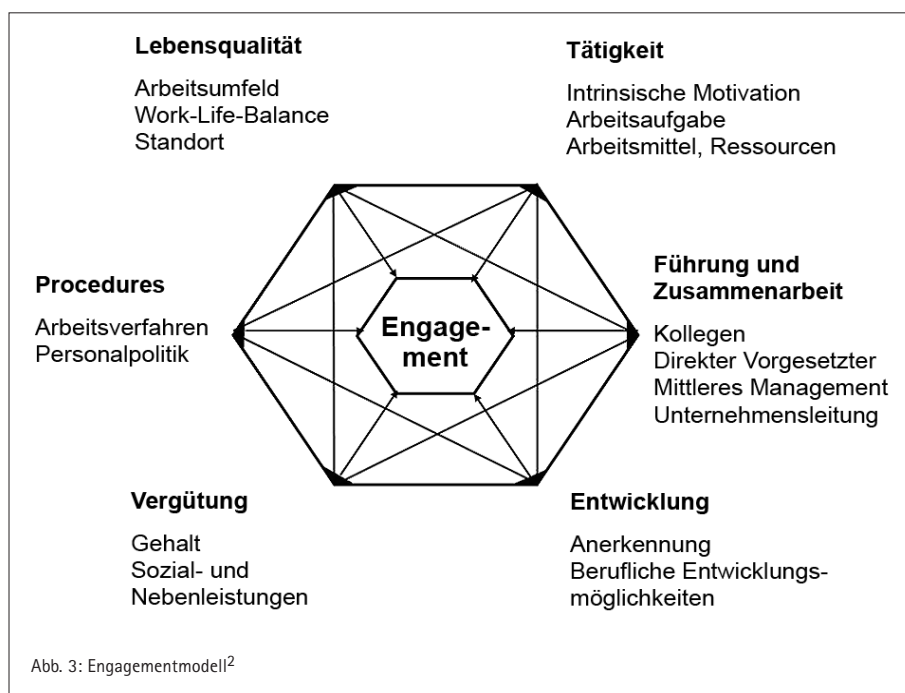 Lebensqualität
Arbeitsumfeld
Work-Life-Balance
Standort
Tätigkeit
Intrinsische Motivation
Arbeitsaufgabe
Arbeitsmittel, Ressourcen
Procedures
Arbeitsverfahren
Personalpolitik
Engage-
ment
Führung und
Zusammenarbeit
Kollegen
Direkter Vorgesetzter
Mittleres Management
Unternehmensleitung
Vergütung
Gehalt
Sozial- und
Nebenleistungen
Entwicklung
Anerkennung
Berufliche Entwicklungs-
möglichkeiten
Abb. 3: Engagementmodell²